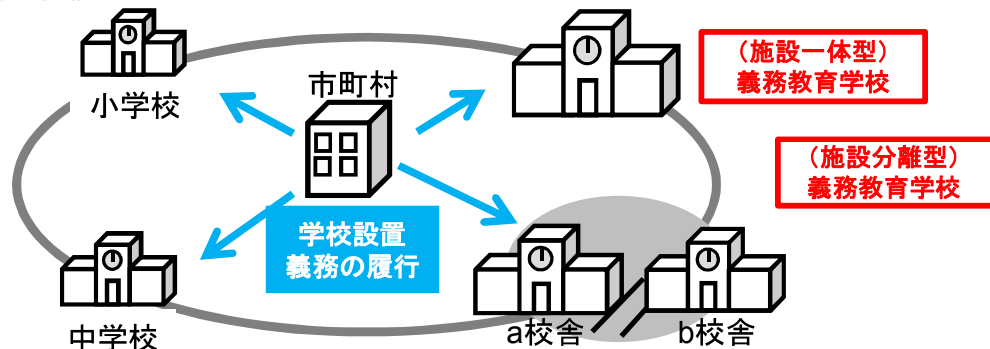 小学校
市町村
（施設一体型）
義務教育学校
（施設分離型）
義務教育学校
学校設置
義務の履行
中学校
a校舎
b校舎